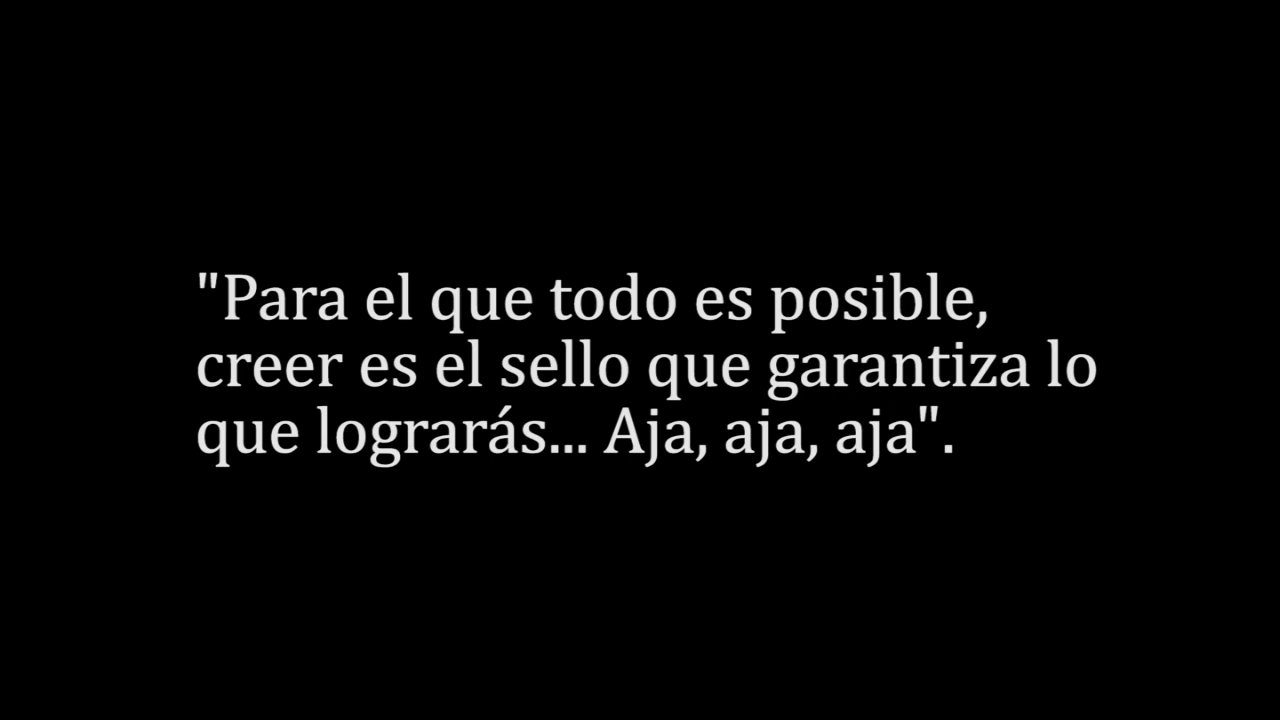 "Para el que todo es posible,
creer es el sello que garantiza lo
que lograrás... Aja, aja, aja".